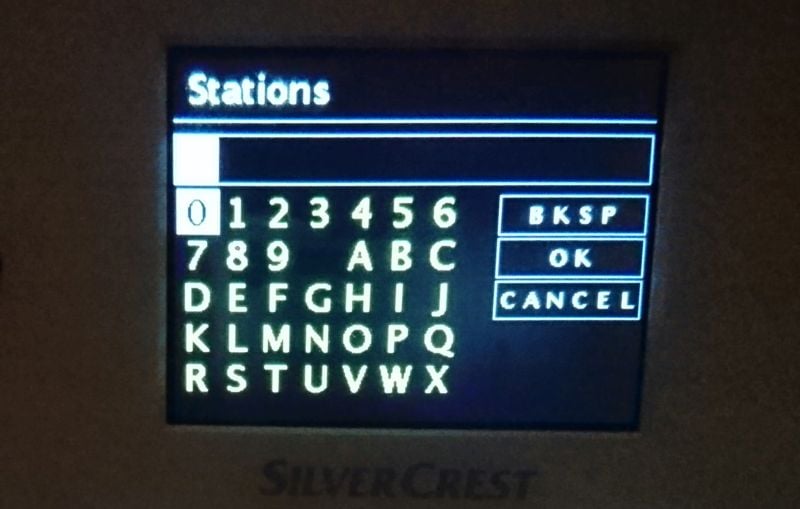 Stations
0 1 2 3 4 5 6 BKSP
7 8 9 A B C OK
D E F G H I J CANCEL
K L M N O P Q
R S T U V W X
SILVERCREST